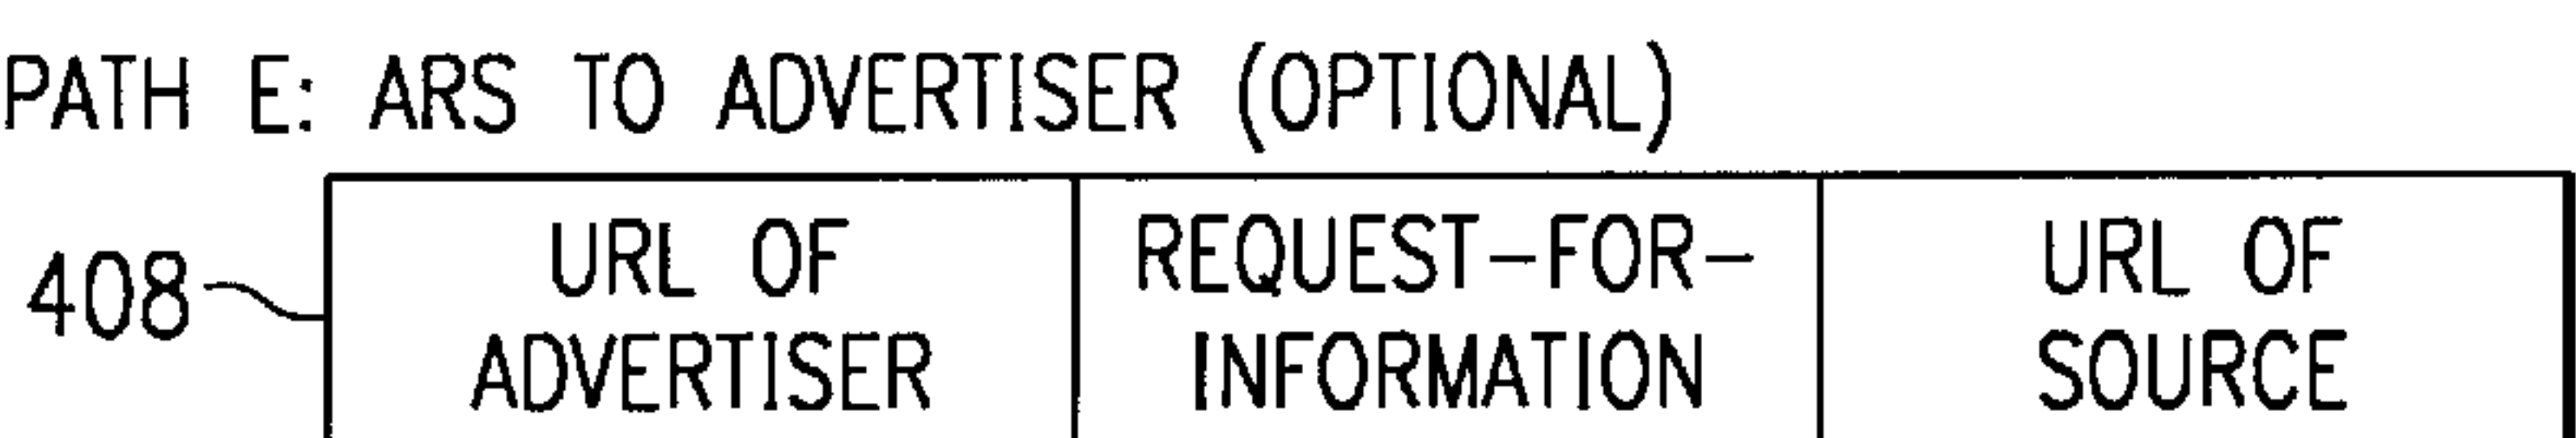 PATH E: ARS TO ADVERTISER (OPTIONAL)
408
URL OF
ADVERTISER
REQUEST-FOR-
INFORMATION
URL OF
SOURCE